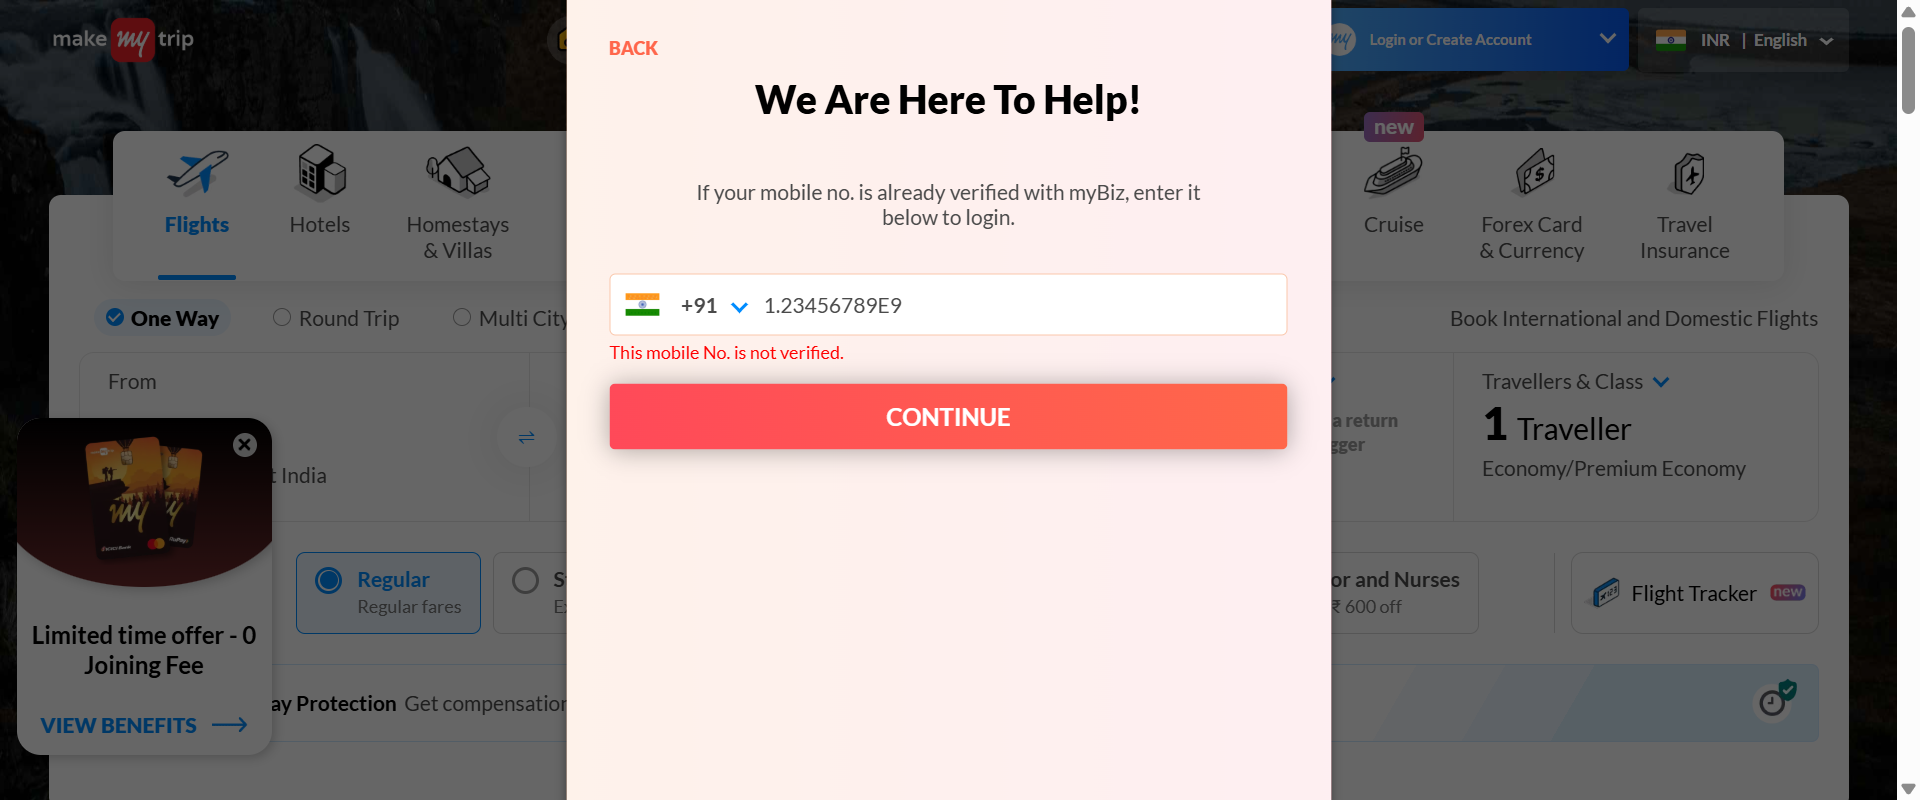 make my trip
Login or Create Account
INR | English
BACK
We Are Here To Help!
If your mobile no. is already verified with myBiz, enter it
below to login.
+91 1.23456789E9
This mobile No. is not verified.
CONTINUE
new
Flights
Hotels
Homestays
& Villas
Cruise
Forex Card
& Currency
Travel
Insurance
One Way
Round Trip
Multi City
Book International and Domestic Flights
From
t India
a return
gger
Travellers & Class
1 Traveller
Economy/Premium Economy
my
my
Limited time offer - 0
Joining Fee
VIEW BENEFITS
Regular
Regular fares
S
Ex
or and Nurses
₹ 600 off
Flight Tracker new
ay Protection Get compensation